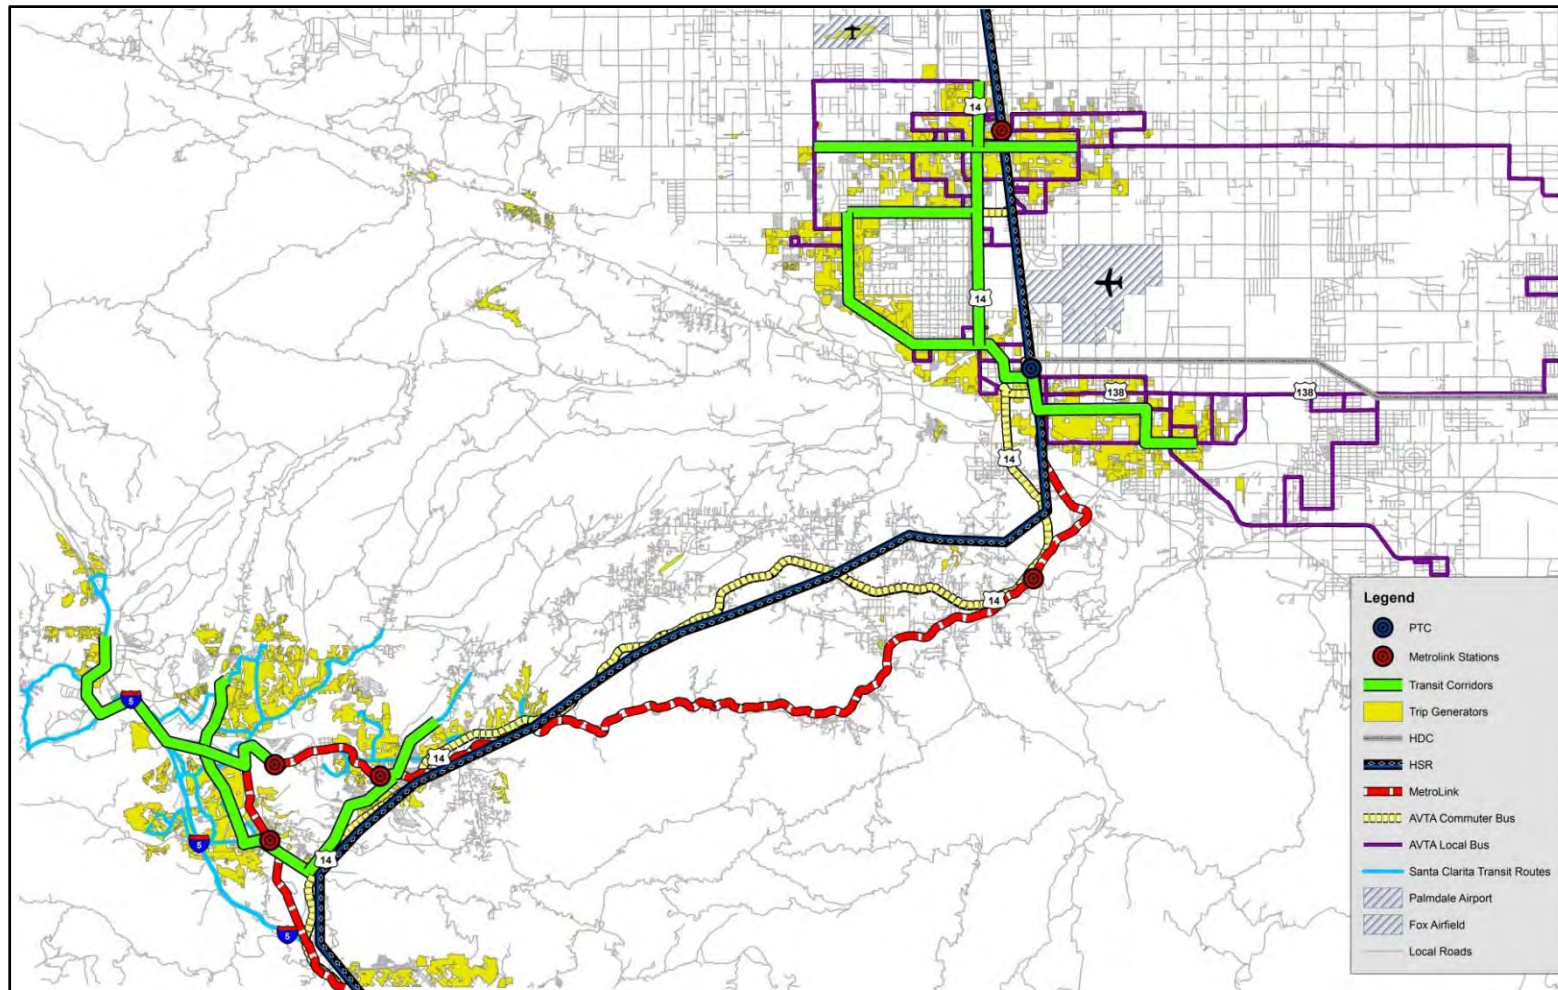 14
14
138
138
14
14
5
14
5
14
5
Legend
PTC
Metrolink Stations
Transit Corridors
Trip Generators
HDC
HSR
MetroLink
AVTA Commuter Bus
AVTA Local Bus
Santa Clarita Transit Routes
Palmdale Airport
Fox Airfield
Local Roads